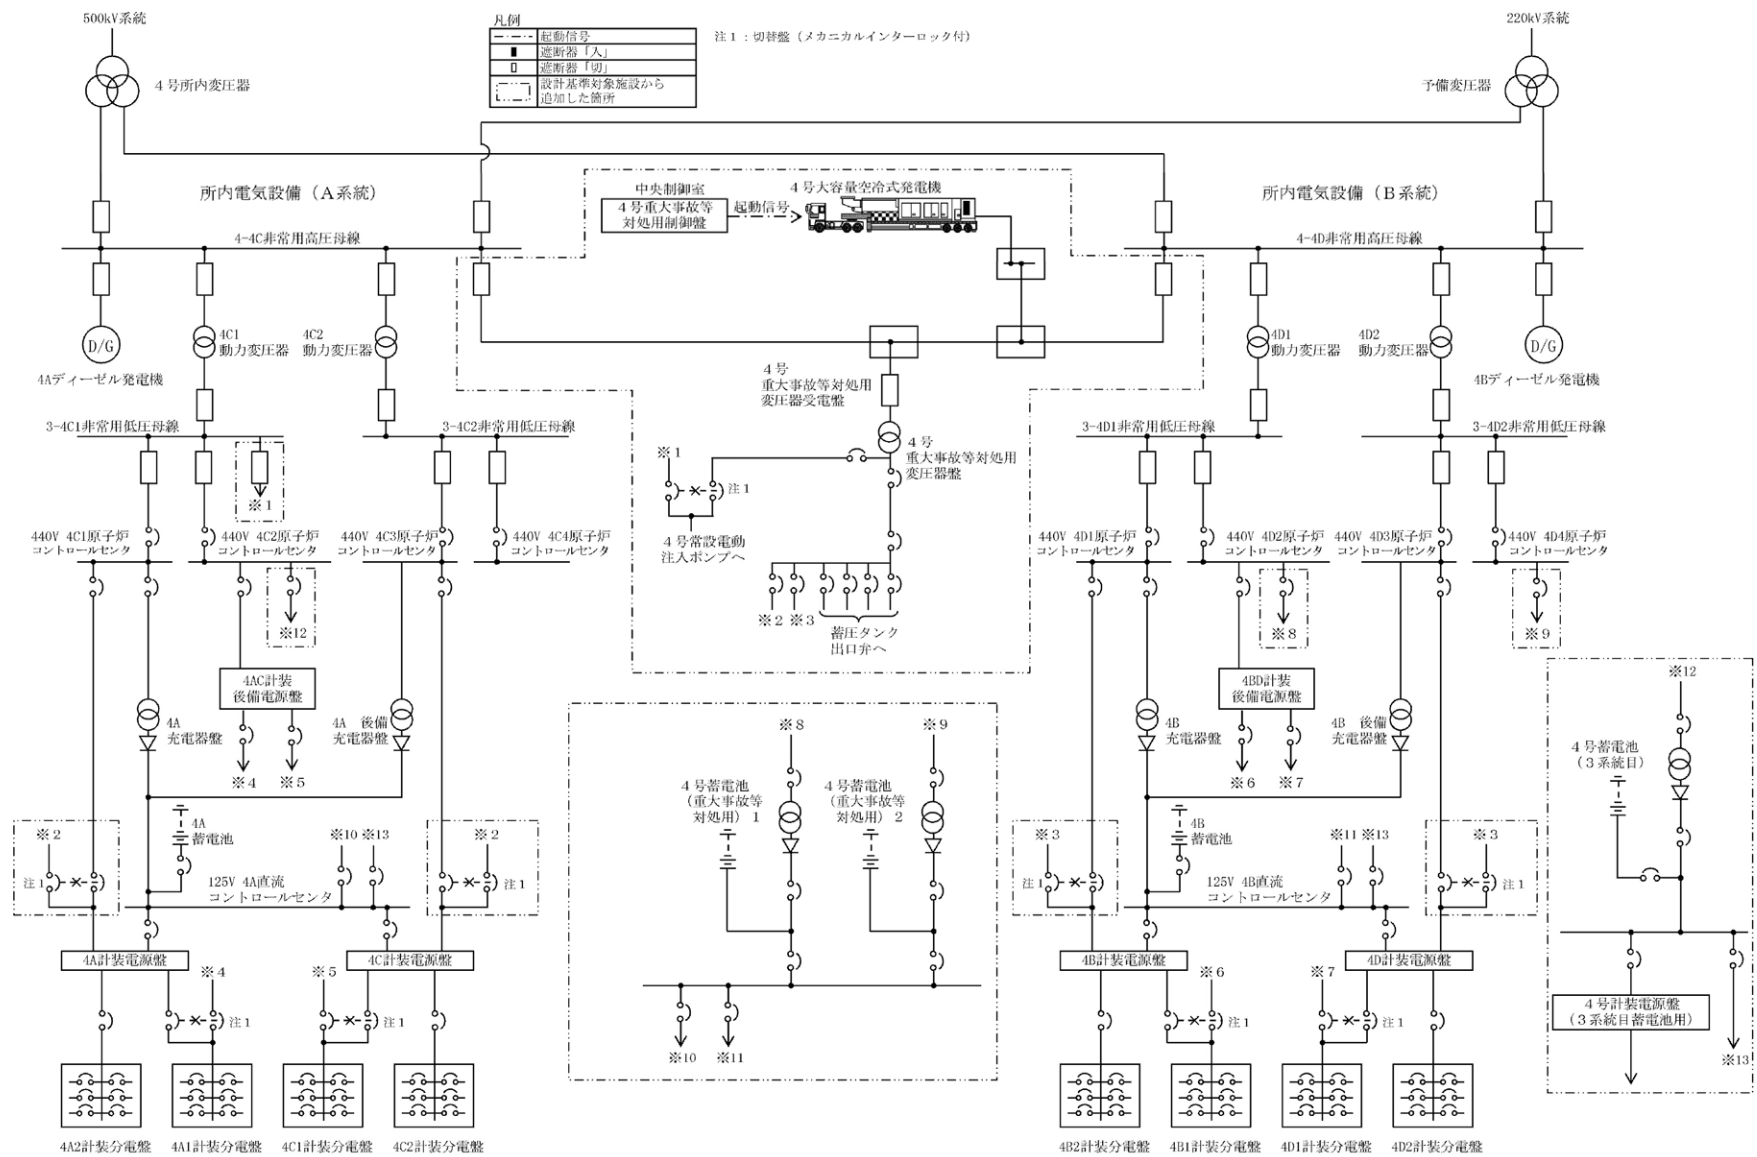 500kV系統
4号所内変圧器
凡例
起動信号
遮断器「入」
遮断器「切」
設計基準対象施設から
追加した箇所
注1：切替盤（メカニカルインターロック付）
220kV系統
予備変圧器
所内電気設備（A系統）
中央制御室
4号重大事故等
対処用制御盤
起動信号
4号大容量空冷式発電機
所内電気設備（B系統）
4-4C非常用高圧母線
4-4D非常用高圧母線
D/G
4Aディーゼル発電機
4C1
動力変圧器
4C2
動力変圧器
4D1
動力変圧器
4D2
動力変圧器
D/G
4Bディーゼル発電機
4号
重大事故等対処用
変圧器受電盤
4号
重大事故等対処用
変圧器盤
※1
注1
4号常設電動
注入ポンプへ
※2
※3
蓄圧タンク
出口弁へ
3-4C1非常用低圧母線
3-4C2非常用低圧母線
※1
440V 4C1原子炉
コントロールセンタ
440V 4C2原子炉
コントロールセンタ
440V 4C3原子炉
コントロールセンタ
440V 4C4原子炉
コントロールセンタ
※12
4AC計装
後備電源盤
※4
※5
4A
充電器盤
4A 後備
充電器盤
※2
注1
4A
蓄電池
※10
※13
※2
注1
125V 4A直流
コントロールセンタ
4A計装電源盤
4C計装電源盤
※4
注1
※5
注1
4A2計装分電盤
4A1計装分電盤
4C1計装分電盤
4C2計装分電盤
※8
※9
4号蓄電池
（重大事故等
対処用）1
4号蓄電池
（重大事故等
対処用）2
※10
※11
3-4D1非常用低圧母線
3-4D2非常用低圧母線
440V 4D1原子炉
コントロールセンタ
440V 4D2原子炉
コントロールセンタ
440V 4D3原子炉
コントロールセンタ
440V 4D4原子炉
コントロールセンタ
※8
※9
4BD計装
後備電源盤
※6
※7
4B
充電器盤
4B 後備
充電器盤
※3
注1
4B
蓄電池
※11
※13
※3
注1
125V 4B直流
コントロールセンタ
4B計装電源盤
4D計装電源盤
※6
注1
※7
注1
4B2計装分電盤
4B1計装分電盤
4D1計装分電盤
4D2計装分電盤
※12
4号蓄電池
（3系統目）
4号計装電源盤
（3系統目蓄電池用）
※13